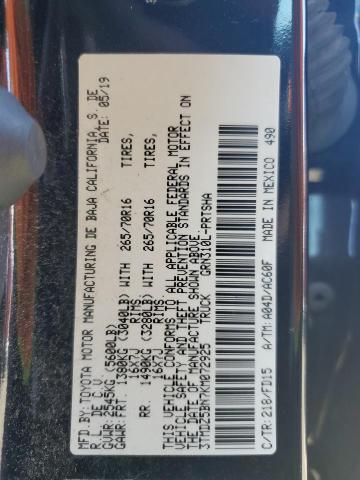 MFD.BY:TOYOTA MOTOR MANUFACTURING DE BAJA CALIFORNIA, S. DE
R.L. DE C.V. DATE: 05/19
GVWR: 2545KG (5600LB)
GAWR: FRT. 1380KG (3040LB) WITH 265/70R16 TIRES,
16X7J RIMS
RR. 1490KG (3280LB) WITH 265/70R16 TIRES,
16X7J RIMS
THIS VEHICLE CONFORMS TO ALL APPLICABLE FEDERAL MOTOR
VEHICLE SAFETY AND THEFT PREVENTION STANDARDS IN EFFECT ON
THE DATE OF MANUFACTURE SHOWN ABOVE.
3TMDZ5BN7KM072925 TRUCK GRN310L-PRTSHA
C/TR:218/FD15 A/TM:A04D/AC60F MADE IN MEXICO 490